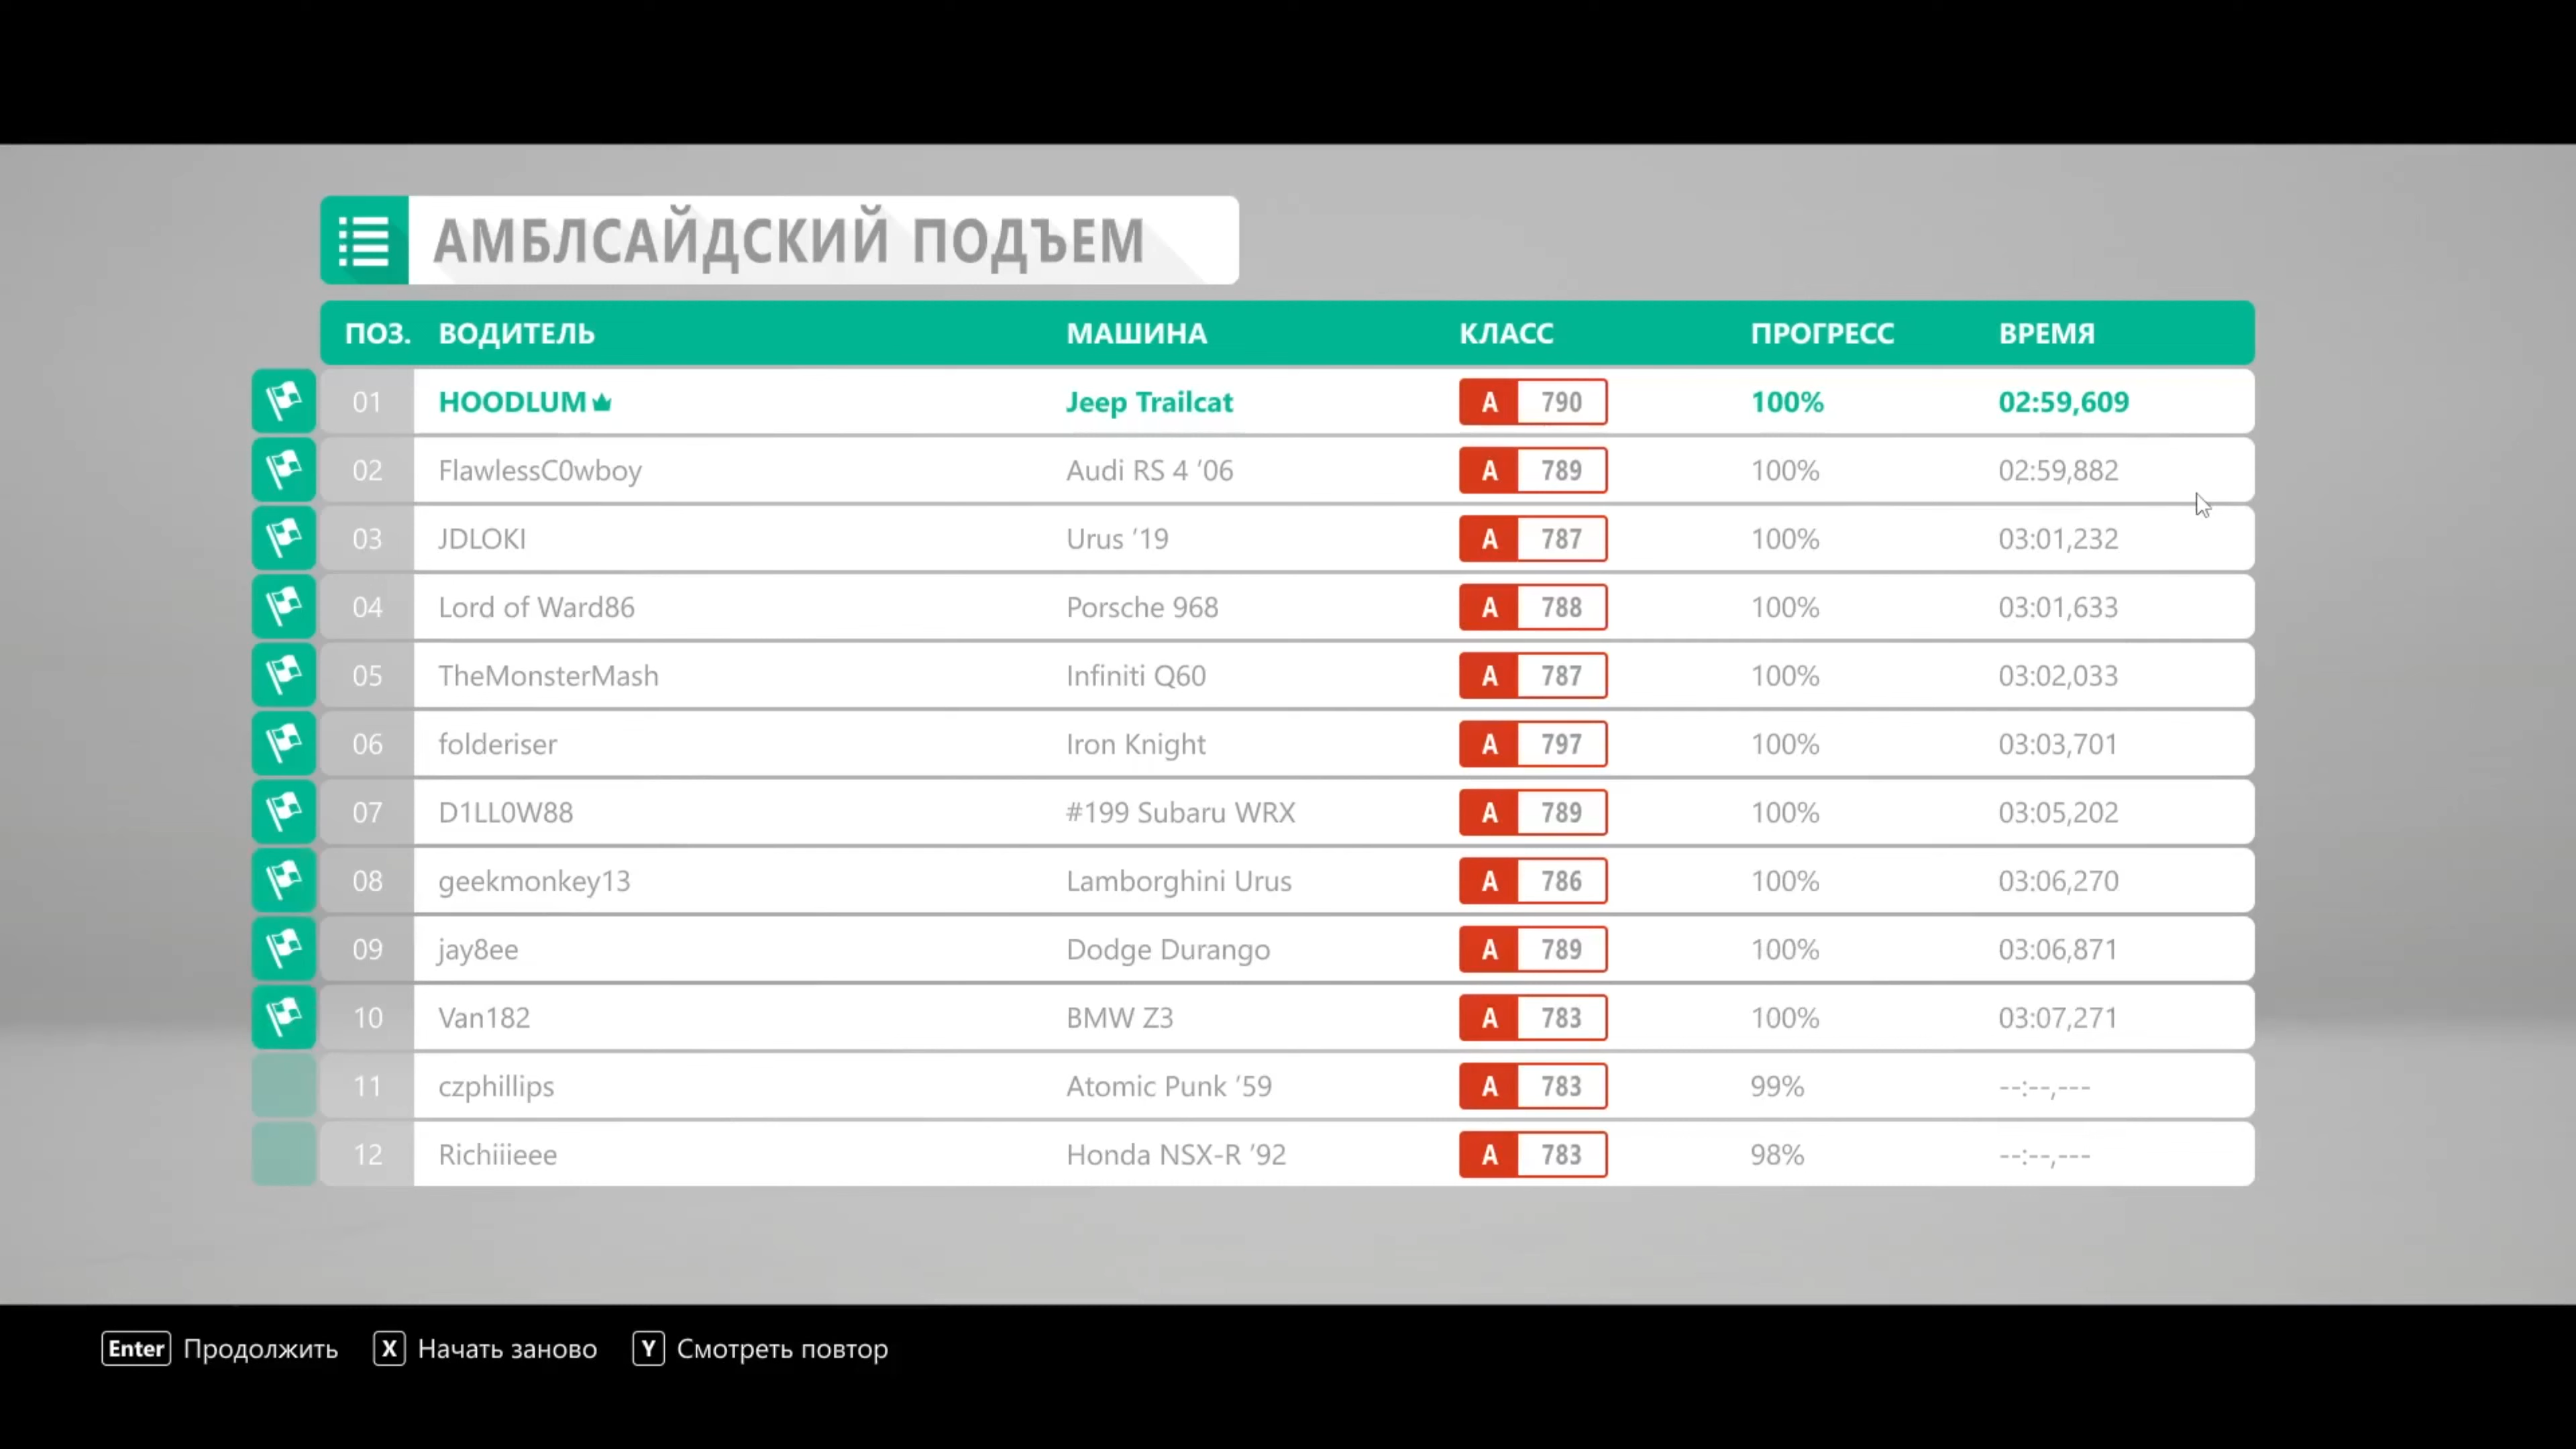 АМБЛСАЙДСКИЙ ПОДЪЕМ
ПОЗ. ВОДИТЕЛЬ МАШИНА КЛАСС ПРОГРЕСС ВРЕМЯ
01 HOODLUM Jeep Trailcat A 790 100% 02:59,609
02 FlawlessC0wboy Audi RS 4 '06 A 789 100% 02:59,882
03 JDLOKI Urus '19 A 787 100% 03:01,232
04 Lord of Ward86 Porsche 968 A 788 100% 03:01,633
05 TheMonsterMash Infiniti Q60 A 787 100% 03:02,033
06 folderiser Iron Knight A 797 100% 03:03,701
07 D1LL0W88 #199 Subaru WRX A 789 100% 03:05,202
08 geekmonkey13 Lamborghini Urus A 786 100% 03:06,270
09 jay8ee Dodge Durango A 789 100% 03:06,871
10 Van182 BMW Z3 A 783 100% 03:07,271
11 czphillips Atomic Punk '59 A 783 99% --:--,---
12 Richiiieee Honda NSX-R '92 A 783 98% --:--,---
Enter Продолжить X Начать заново Y Смотреть повтор